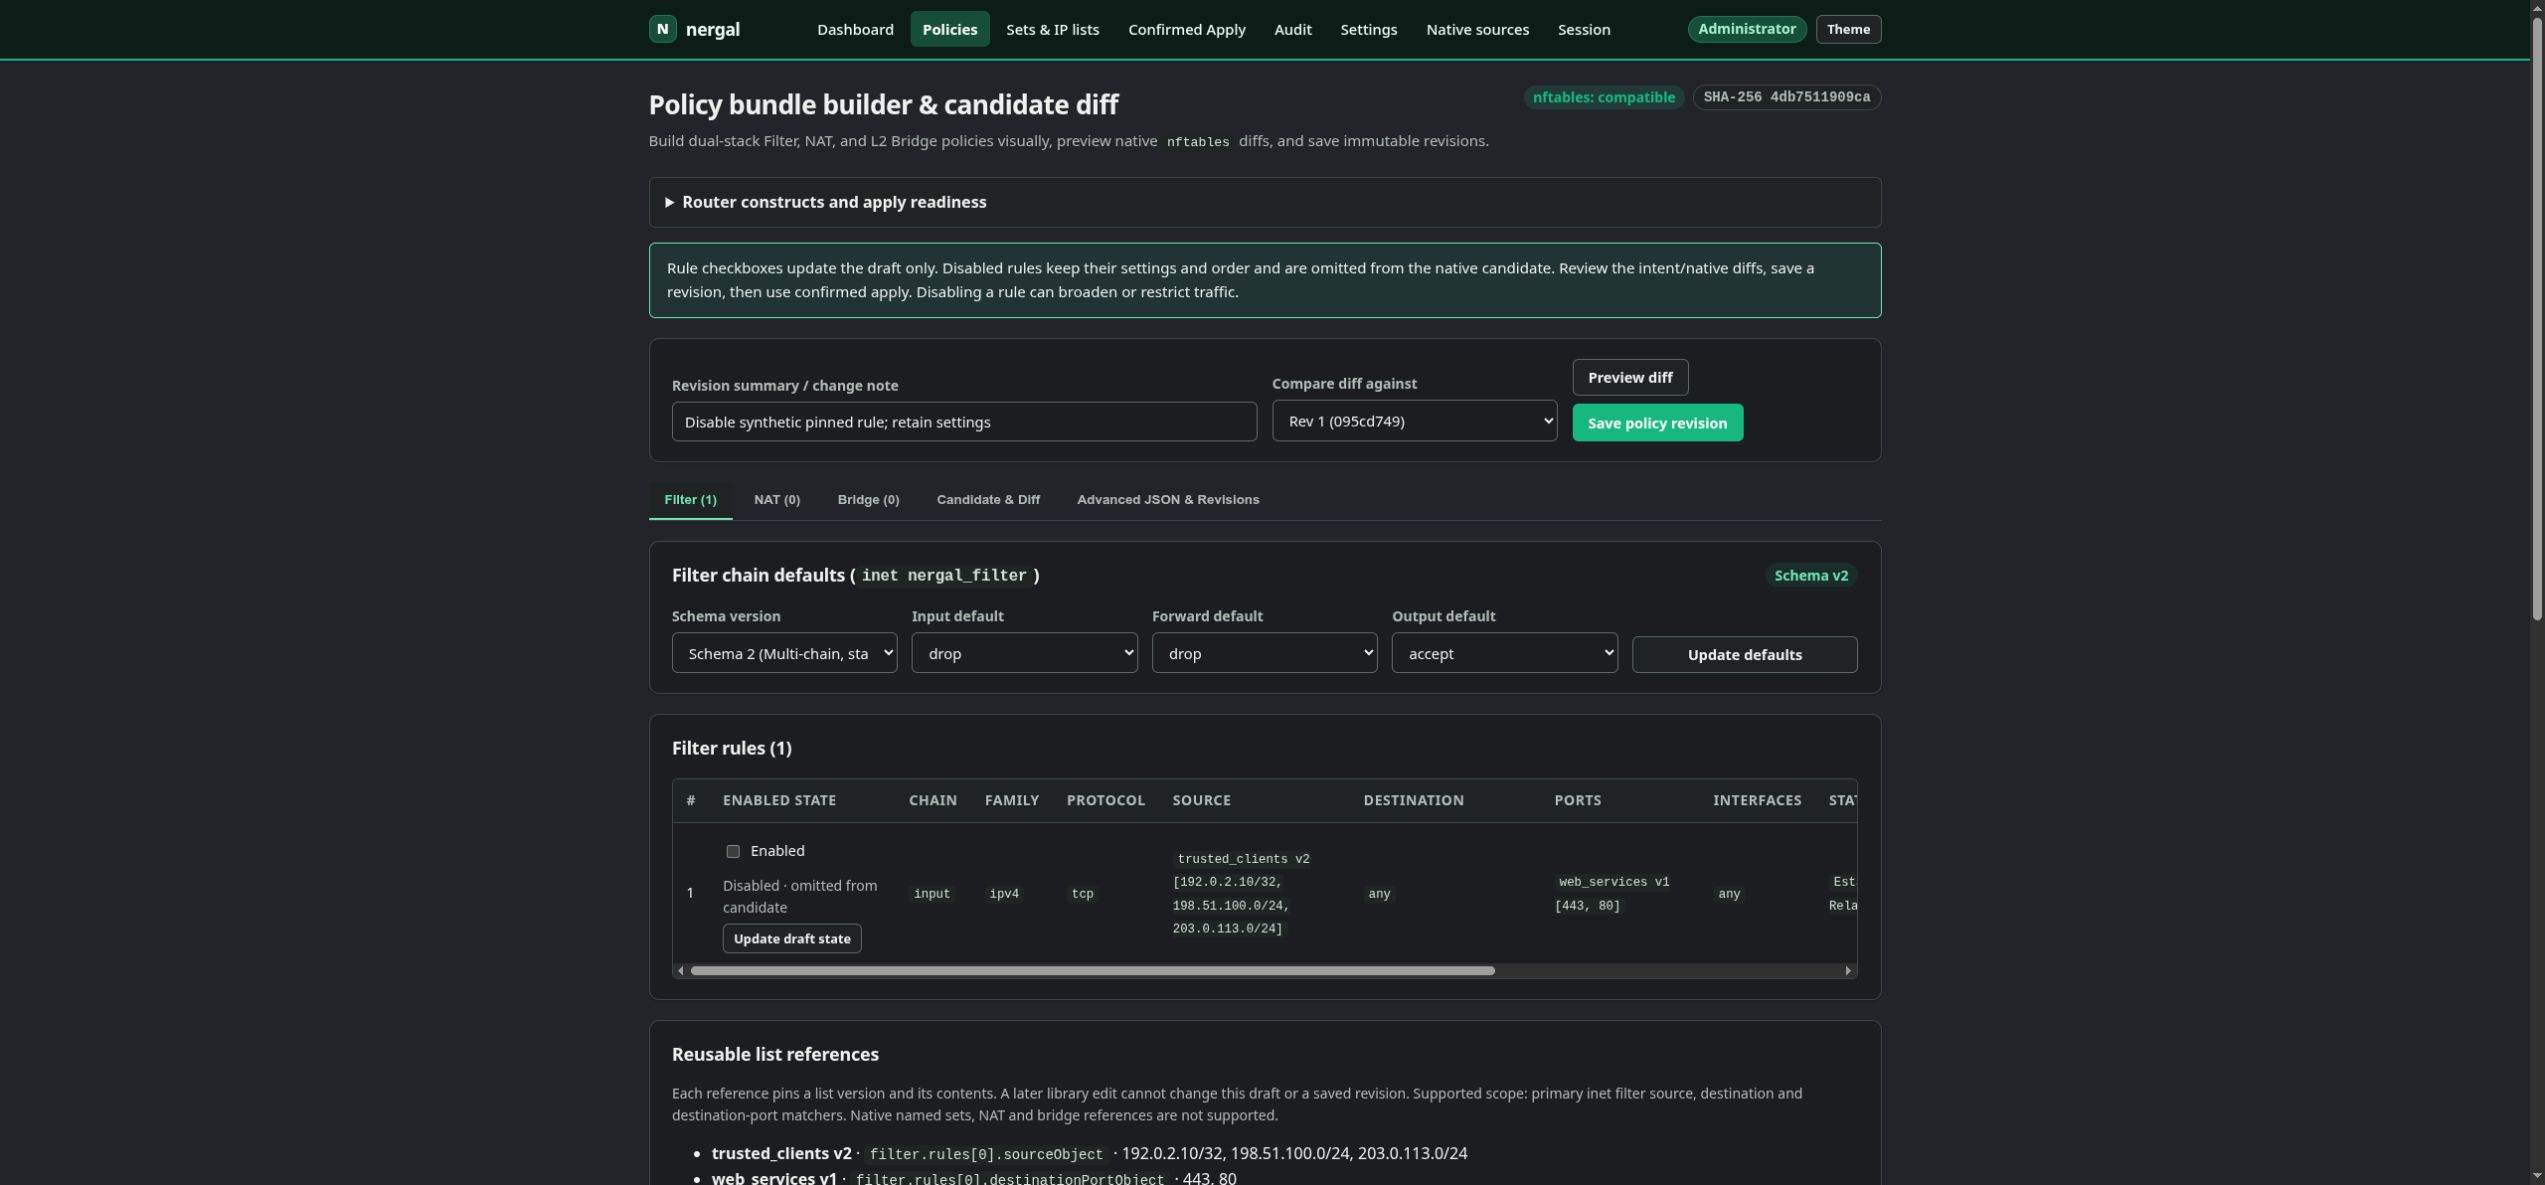 N nergal Dashboard Policies Sets & IP lists Confirmed Apply Audit Settings Native sources Session Administrator Theme
Policy bundle builder & candidate diff
nftables: compatible SHA-256 4db7511909ca
Build dual-stack Filter, NAT, and L2 Bridge policies visually, preview native nftables diffs, and save immutable revisions.
▶ Router constructs and apply readiness
Rule checkboxes update the draft only. Disabled rules keep their settings and order and are omitted from the native candidate. Review the intent/native diffs, save a
revision, then use confirmed apply. Disabling a rule can broaden or restrict traffic.
Revision summary / change note
Disable synthetic pinned rule; retain settings
Compare diff against
Rev 1 (095cd749)
Preview diff
Save policy revision
Filter (1) NAT (0) Bridge (0) Candidate & Diff Advanced JSON & Revisions
Filter chain defaults ( inet nergal_filter )
Schema v2
Schema version Input default Forward default Output default
Schema 2 (Multi-chain, sta drop drop accept Update defaults
Filter rules (1)
# ENABLED STATE CHAIN FAMILY PROTOCOL SOURCE DESTINATION PORTS INTERFACES STAT
1
Enabled
Disabled · omitted from
candidate
Update draft state
input
ipv4
tcp
trusted_clients v2
[192.0.2.10/32,
198.51.100.0/24,
203.0.113.0/24]
any
web_services v1
[443, 80]
any
Est
Rela
Reusable list references
Each reference pins a list version and its contents. A later library edit cannot change this draft or a saved revision. Supported scope: primary inet filter source, destination and
destination-port matchers. Native named sets, NAT and bridge references are not supported.
• trusted_clients v2 · filter.rules[0].sourceObject · 192.0.2.10/32, 198.51.100.0/24, 203.0.113.0/24
• web_services v1 · filter.rules[0].destinationPortObject · 443, 80